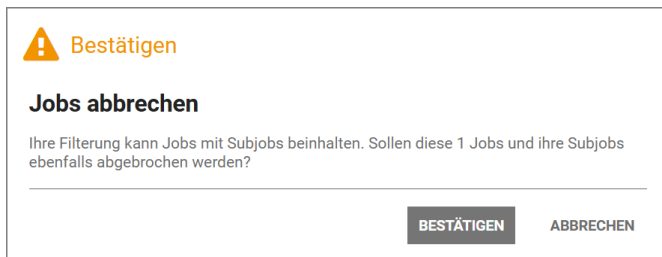 Bestätigen
Jobs abbrechen
Ihre Filterung kann Jobs mit Subjobs beinhalten. Sollen diese 1 Jobs und ihre Subjobs
ebenfalls abgebrochen werden?
BESTÄTIGEN ABBRECHEN